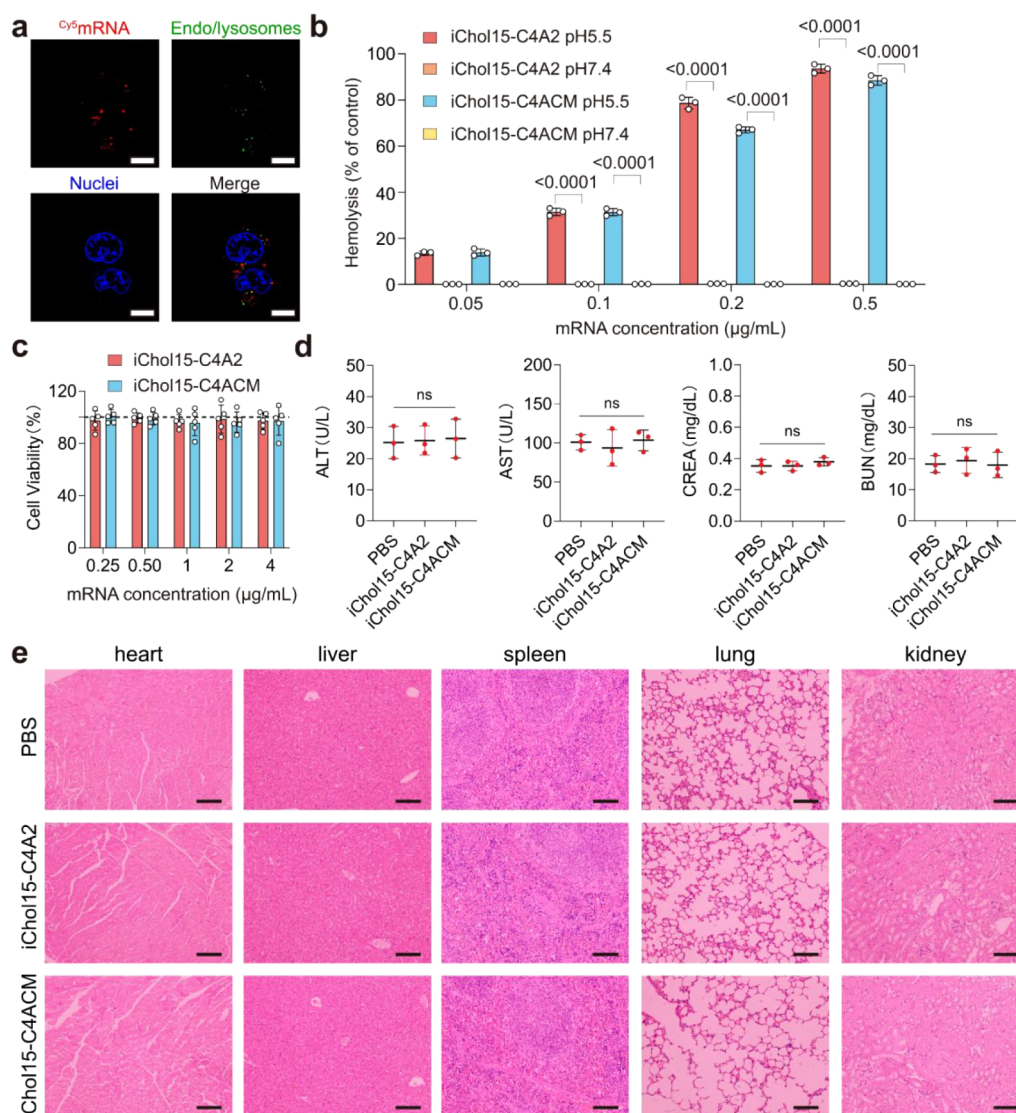 a
Cy5mRNA
Endo/lysosomes
Nuclei
Merge
b
Hemolysis (% of control)
100
80
60
40
20
0
iChol15-C4A2 pH5.5
iChol15-C4A2 pH7.4
iChol15-C4ACM pH5.5
iChol15-C4ACM pH7.4
<0.0001
<0.0001
<0.0001
<0.0001
<0.0001
<0.0001
0.05
0.1
0.2
0.5
mRNA concentration (μg/mL)
c
iChol15-C4A2
iChol15-C4ACM
Cell Viability (%)
120
60
0
0.25
0.50
1
2
4
mRNA concentration (μg/mL)
d
ALT (U/L)
50
40
30
20
10
0
ns
PBS
iChol15-C4A2
iChol15-C4ACM
AST (U/L)
200
150
100
50
0
ns
PBS
iChol15-C4A2
iChol15-C4ACM
CREA (mg/dL)
1.0
0.8
0.6
0.4
0.2
0.0
ns
PBS
iChol15-C4A2
iChol15-C4ACM
BUN (mg/dL)
50
40
30
20
10
0
ns
PBS
iChol15-C4A2
iChol15-C4ACM
e
heart
liver
spleen
lung
kidney
PBS
iChol15-C4A2
Chol15-C4ACM